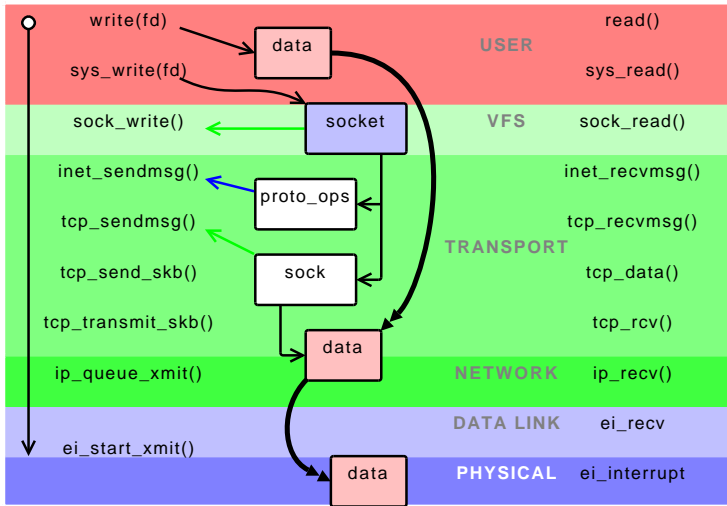 write(fd) read()
data USER
sys_write(fd) sys_read()
sock_write() socket VFS sock_read()
inet_sendmsg() inet_recvmsg()
proto_ops
tcp_sendmsg() tcp_recvmsg()
TRANSPORT
tcp_send_skb() sock tcp_data()
tcp_transmit_skb() tcp_rcv()
data
ip_queue_xmit() NETWORK ip_recv()
DATA LINK ei_recv
ei_start_xmit()
data PHYSICAL ei_interrupt